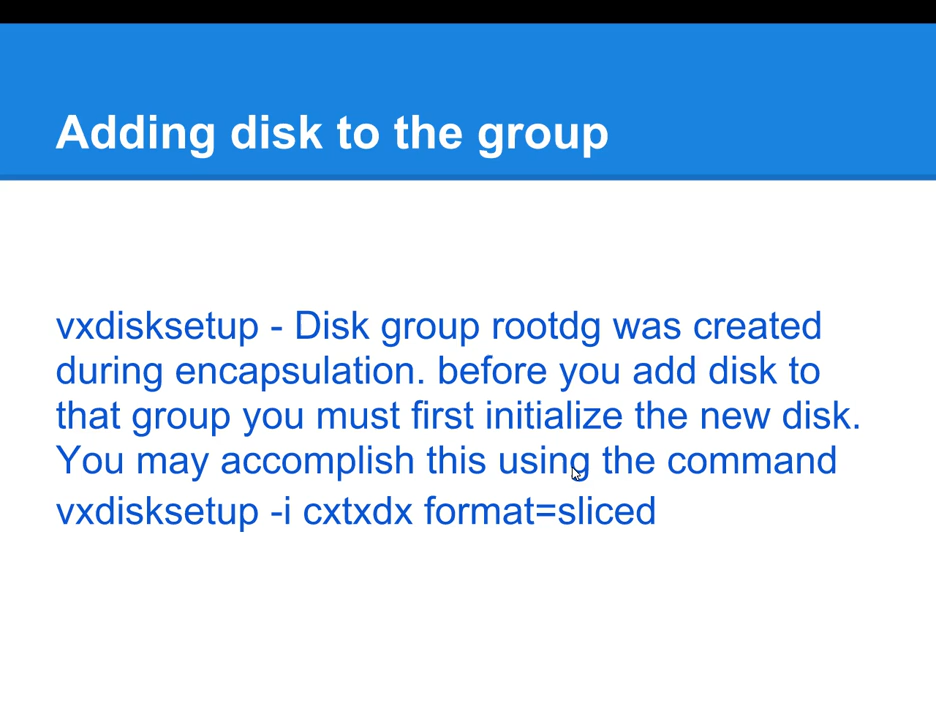 Adding disk to the group
vxdisksetup - Disk group rootdg was created
during encapsulation. before you add disk to
that group you must first initialize the new disk.
You may accomplish this using the command
vxdisksetup -i cxtxdx format=sliced